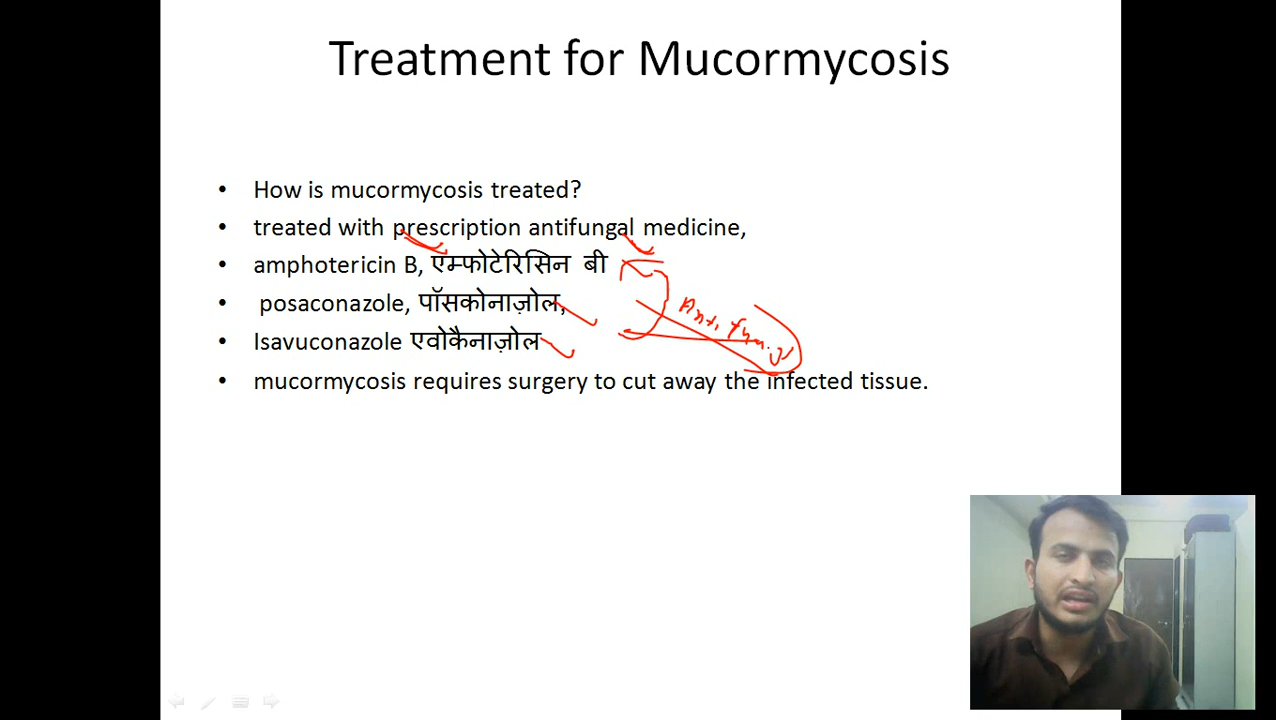 Treatment for Mucormycosis
• How is mucormycosis treated?
• treated with prescription antifungal medicine,
• amphotericin B, एम्फोटेरिसिन बी
• posaconazole, पॉसकोनाज़ोल,
• Isavuconazole एवोकैनाज़ोल
• mucormycosis requires surgery to cut away the infected tissue.